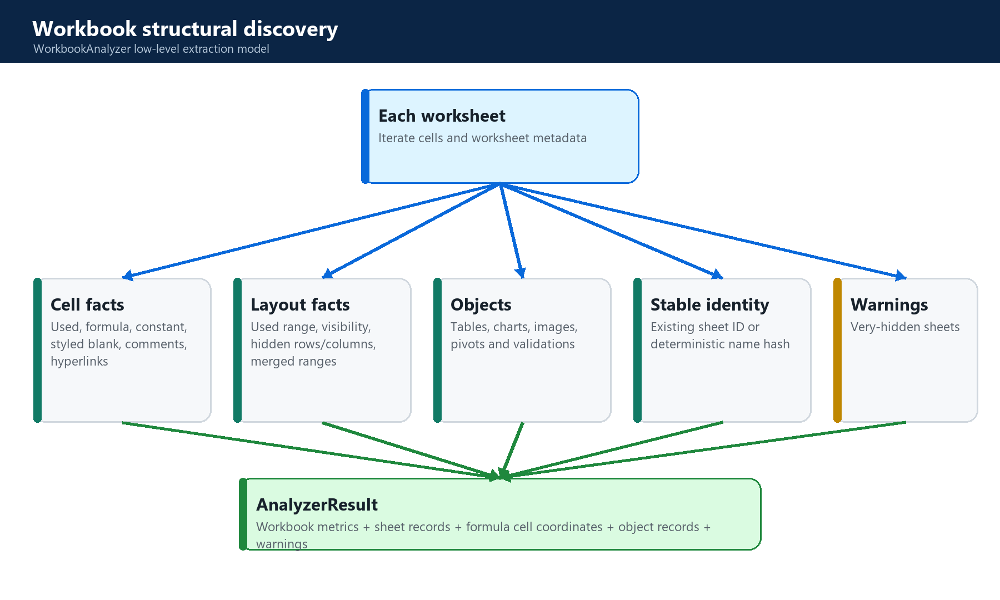 Workbook structural discovery
WorkbookAnalyzer low-level extraction model
Each worksheet
Iterate cells and worksheet metadata
Cell facts
Used, formula, constant,
styled blank, comments,
hyperlinks
Layout facts
Used range, visibility,
hidden rows/columns,
merged ranges
Objects
Tables, charts, images,
pivots and validations
Stable identity
Existing sheet ID or
deterministic name hash
Warnings
Very-hidden sheets
AnalyzerResult
Workbook metrics + sheet records + formula cell coordinates + object records +
warnings